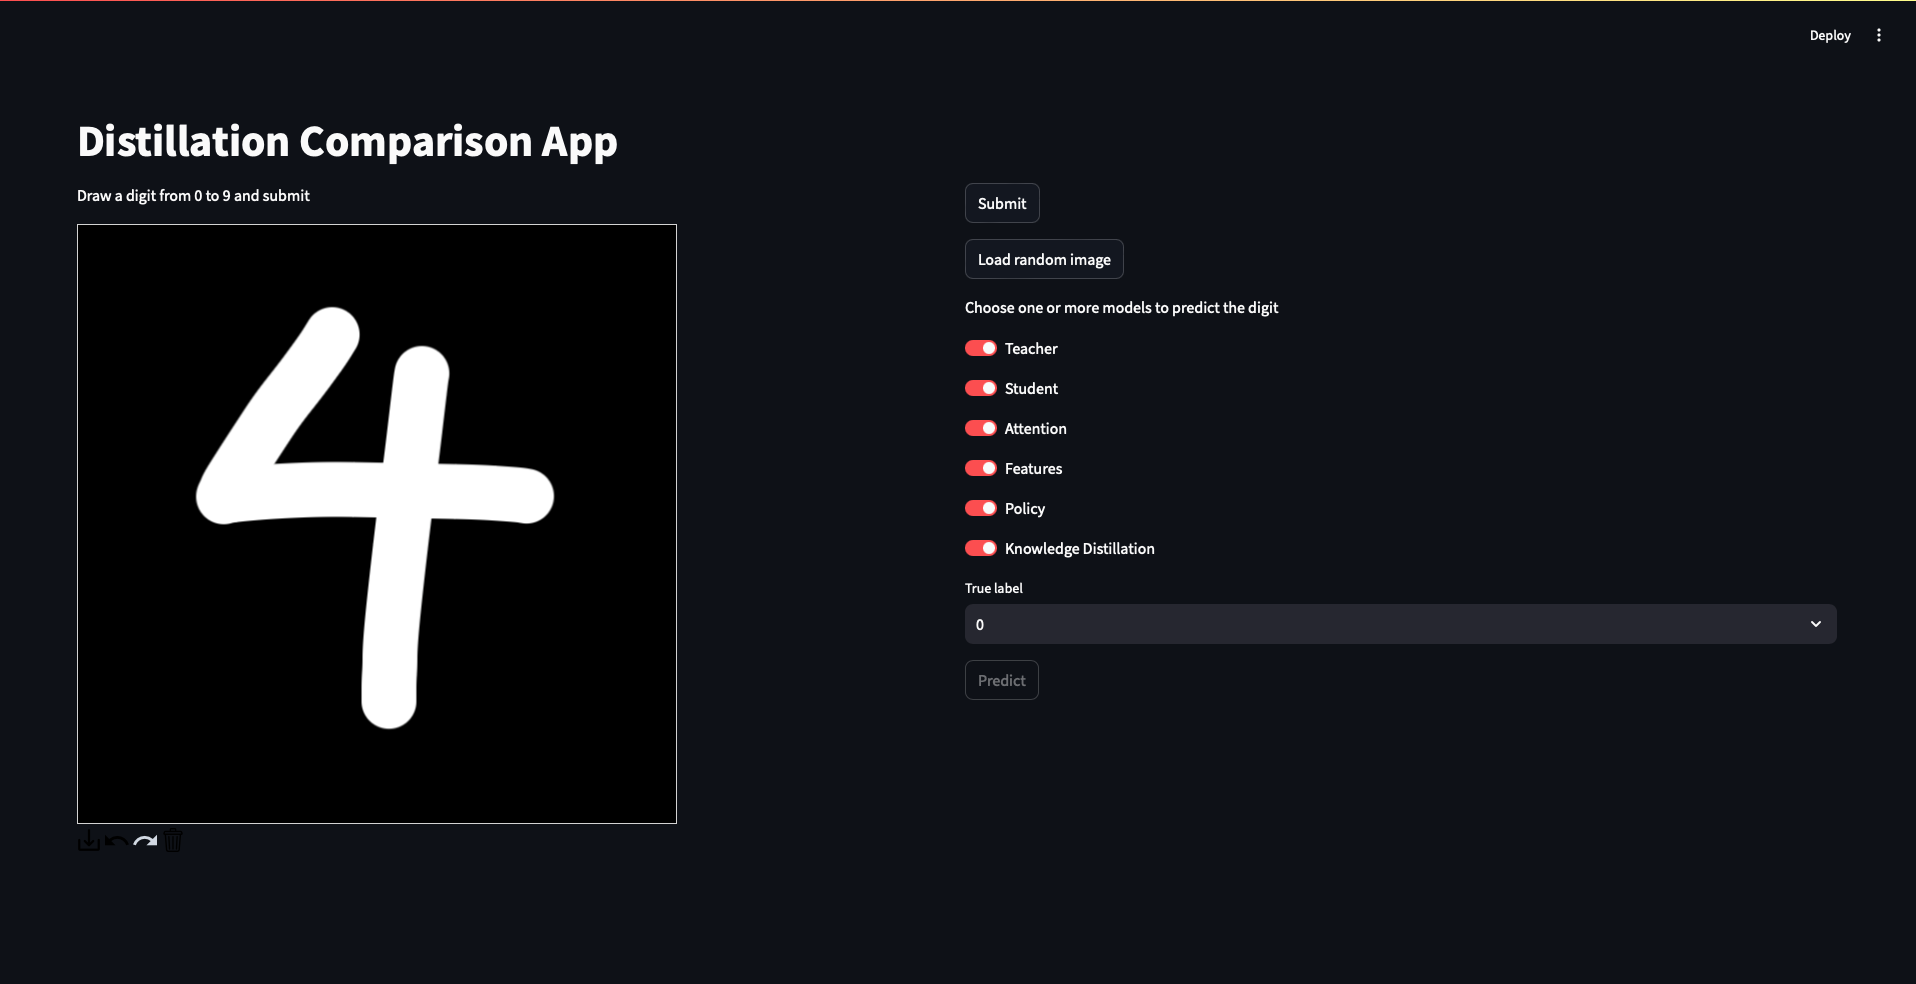 Deploy
Distillation Comparison App
Draw a digit from 0 to 9 and submit
4
Submit
Load random image
Choose one or more models to predict the digit
Teacher
Student
Attention
Features
Policy
Knowledge Distillation
True label
0
Predict